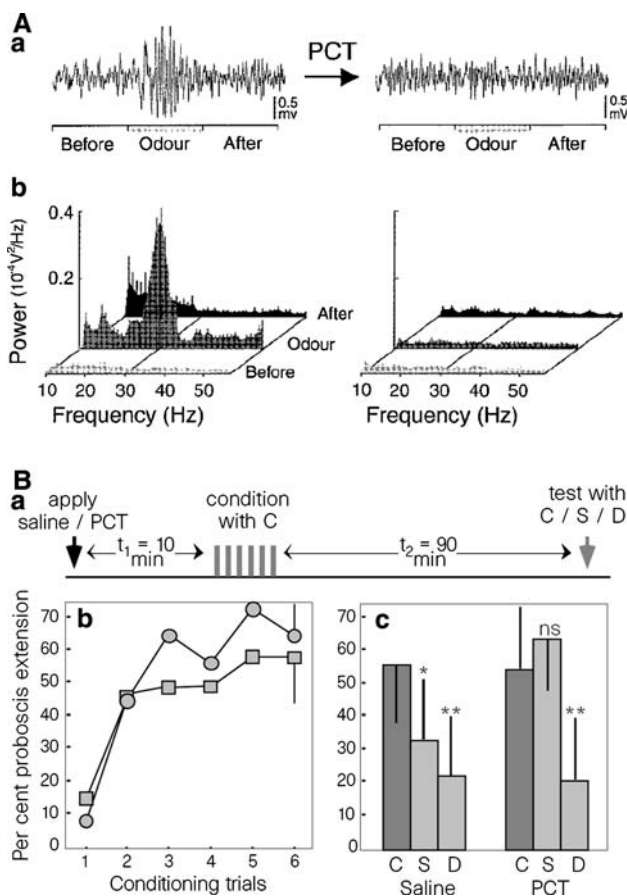 A
a
PCT
0.5
mv
0.5
mv
Before Odour After
Before Odour After
b
Power (10⁻⁴V²/Hz)
0.4
0.2
After
Odour
Before
10 20 30 40 50
10 20 30 40 50
Frequency (Hz)
Frequency (Hz)
B
a
apply
saline / PCT
condition
with C
test with
C / S / D
t₁ = 10
min
t₂ = 90
min
b
Per cent proboscis extension
70
60
50
40
30
20
10
0
1 2 3 4 5 6
Conditioning trials
c
70
60
50
40
30
20
10
0
*
**
ns
**
C S D
C S D
Saline
PCT